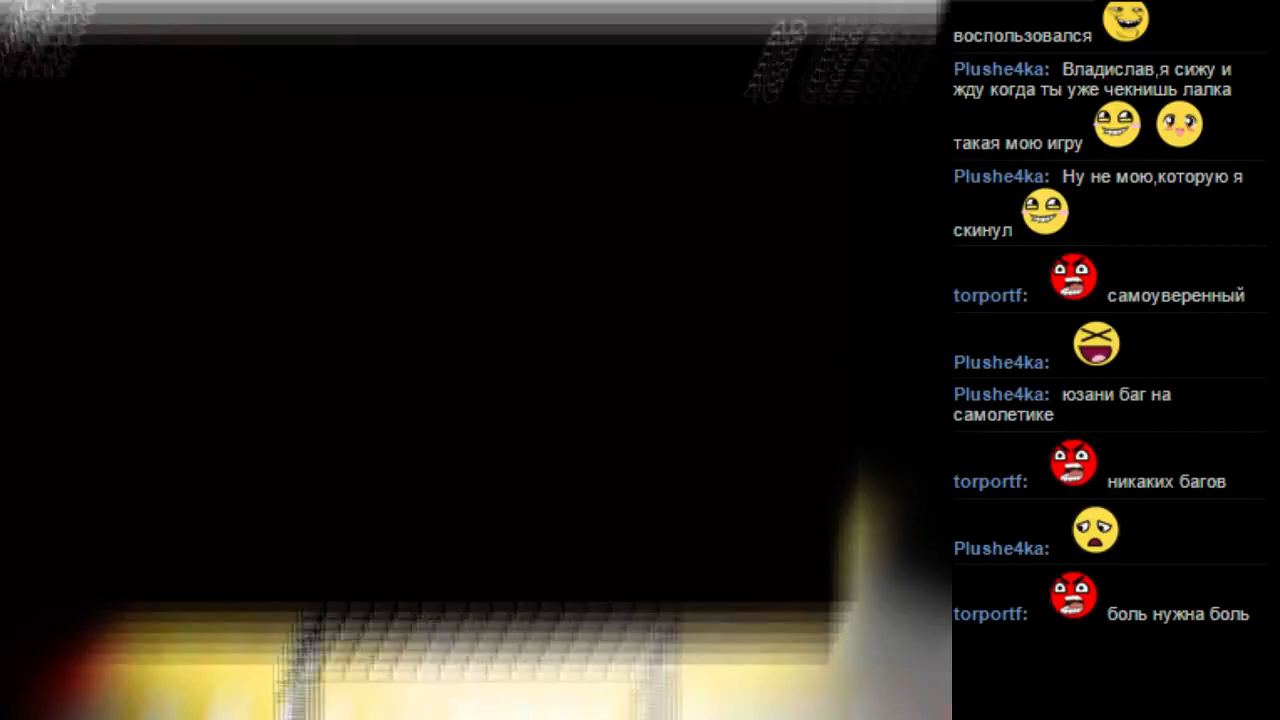 воспользовался
Plushe4ka: Владислав,я сижу и
жду когда ты уже чекнишь лалка
такая мою игру
Plushe4ka: Ну не мою,которую я
скинул
torportf: самоуверенный
Plushe4ka:
Plushe4ka: юзани баг на
самолетике
torportf: никаких багов
Plushe4ka:
torportf: боль нужна боль